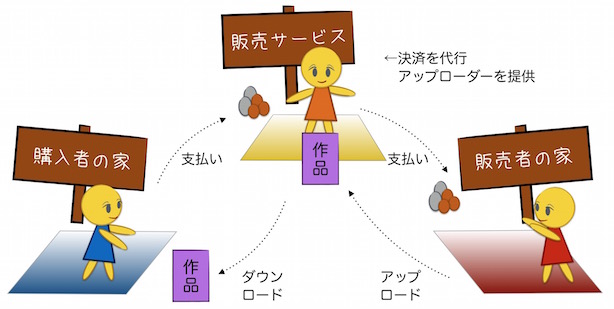 販売サービス
←決済を代行
アップローダーを提供
購入者の家
支払い
作品
支払い
販売者の家
作品
ダウン
ロード
アップ
ロード